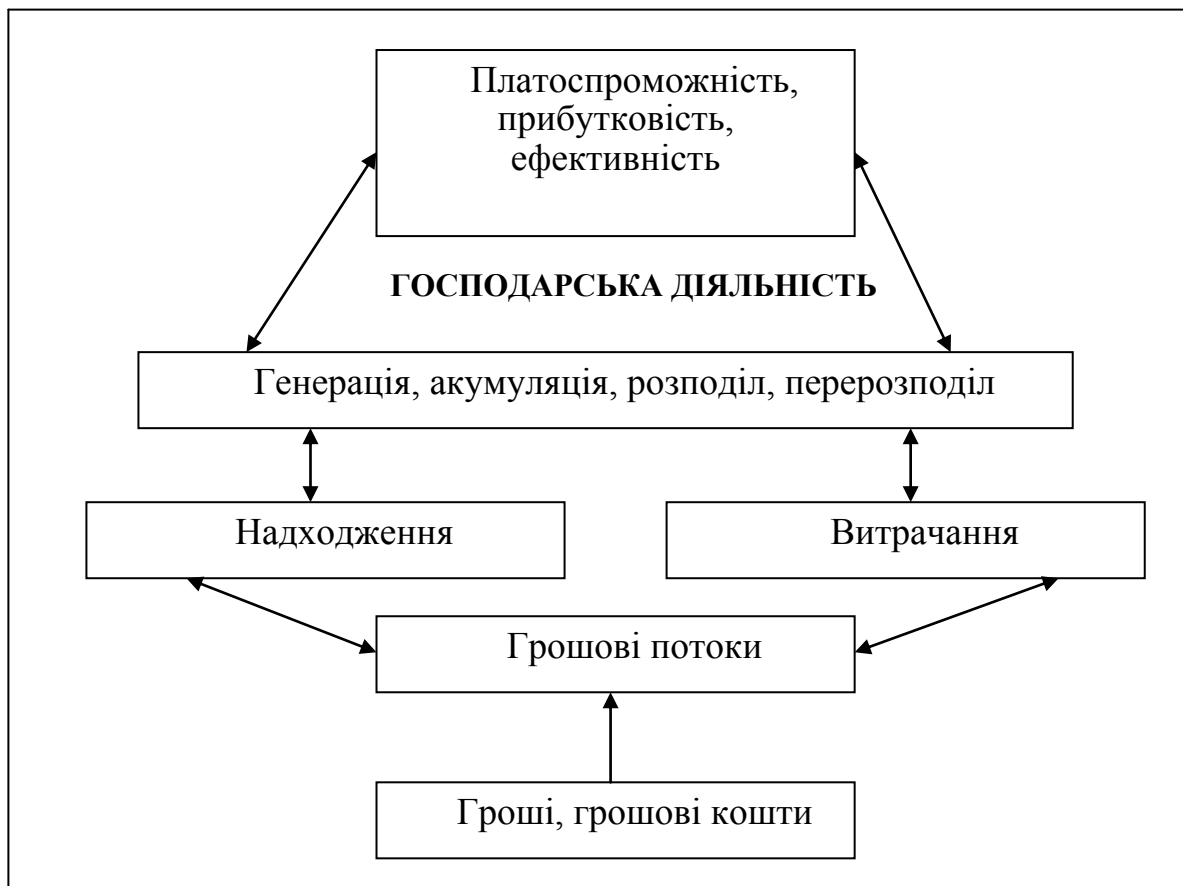 Платоспроможність,
прибутковість,
ефективність
ГОСПОДАРСЬКА ДІЯЛЬНІСТЬ
Генерація, акумуляція, розподіл, перерозподіл
Надходження
Витрачання
Грошові потоки
Гроші, грошові кошти